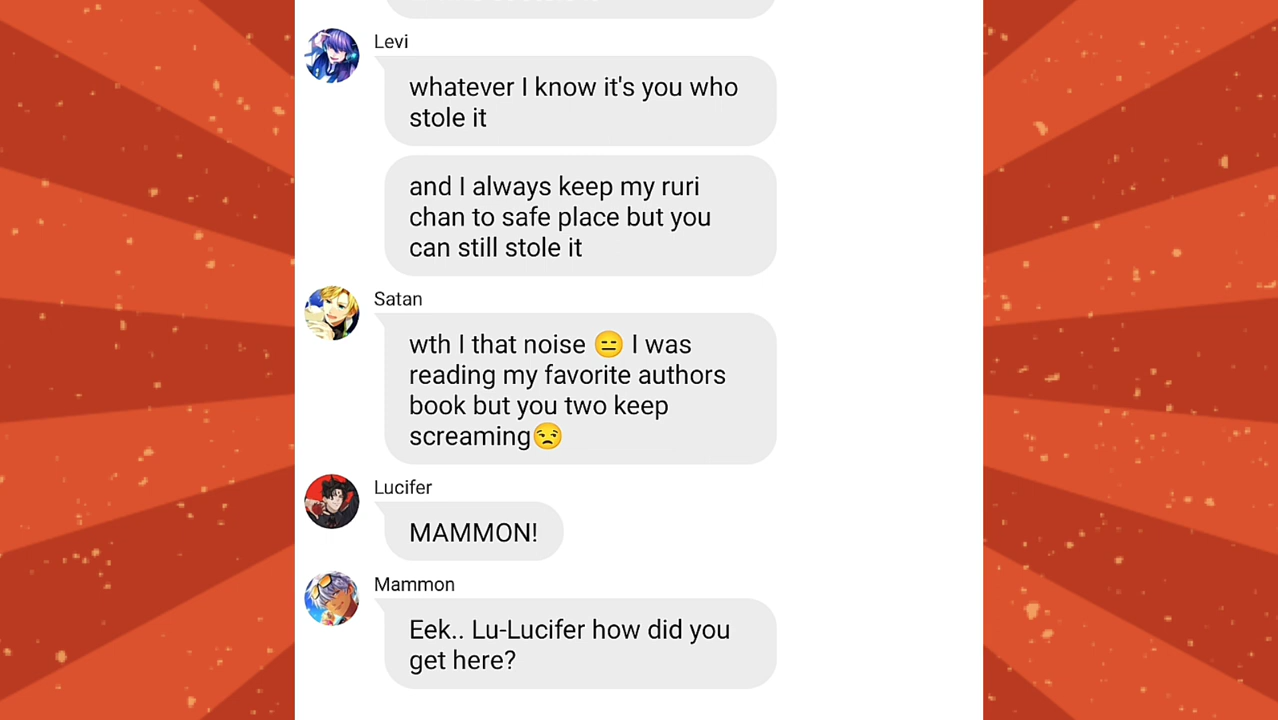 Levi
whatever I know it's you who
stole it
and I always keep my ruri
chan to safe place but you
can still stole it
Satan
wth I that noise 😑 I was
reading my favorite authors
book but you two keep
screaming😒
Lucifer
MAMMON!
Mammon
Eek.. Lu-Lucifer how did you
get here?